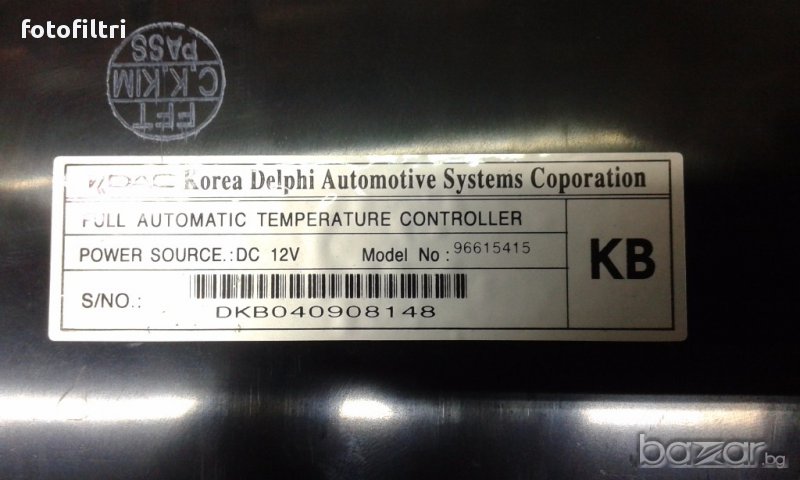 fotofiltri
FFT
C.K.KIM
PASS
KDAC Korea Delphi Automotive Systems Coporation
FULL AUTOMATIC TEMPERATURE CONTROLLER
POWER SOURCE.:DC 12V Model No : 96615415
KB
S/NO.:
DKB040908148
bazar.bg